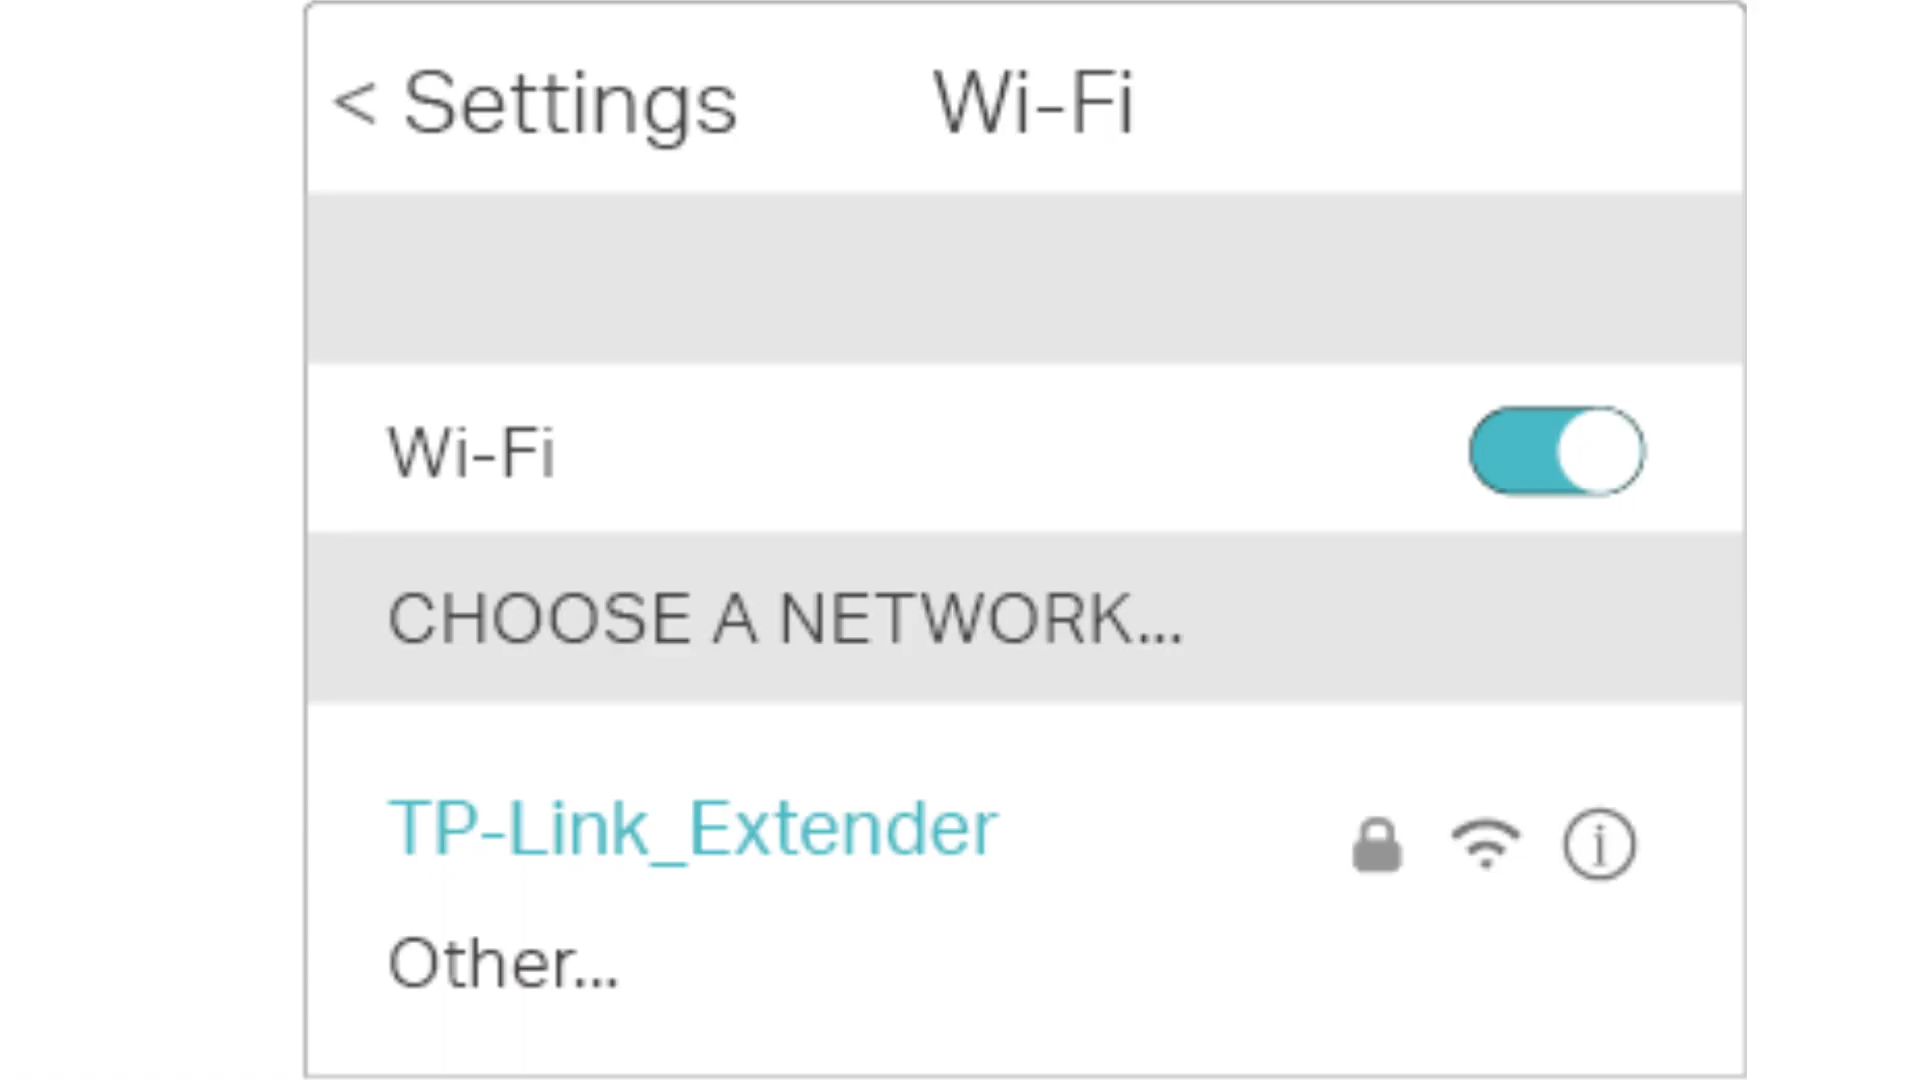 < Settings Wi-Fi
Wi-Fi
CHOOSE A NETWORK...
TP-Link_Extender
Other...